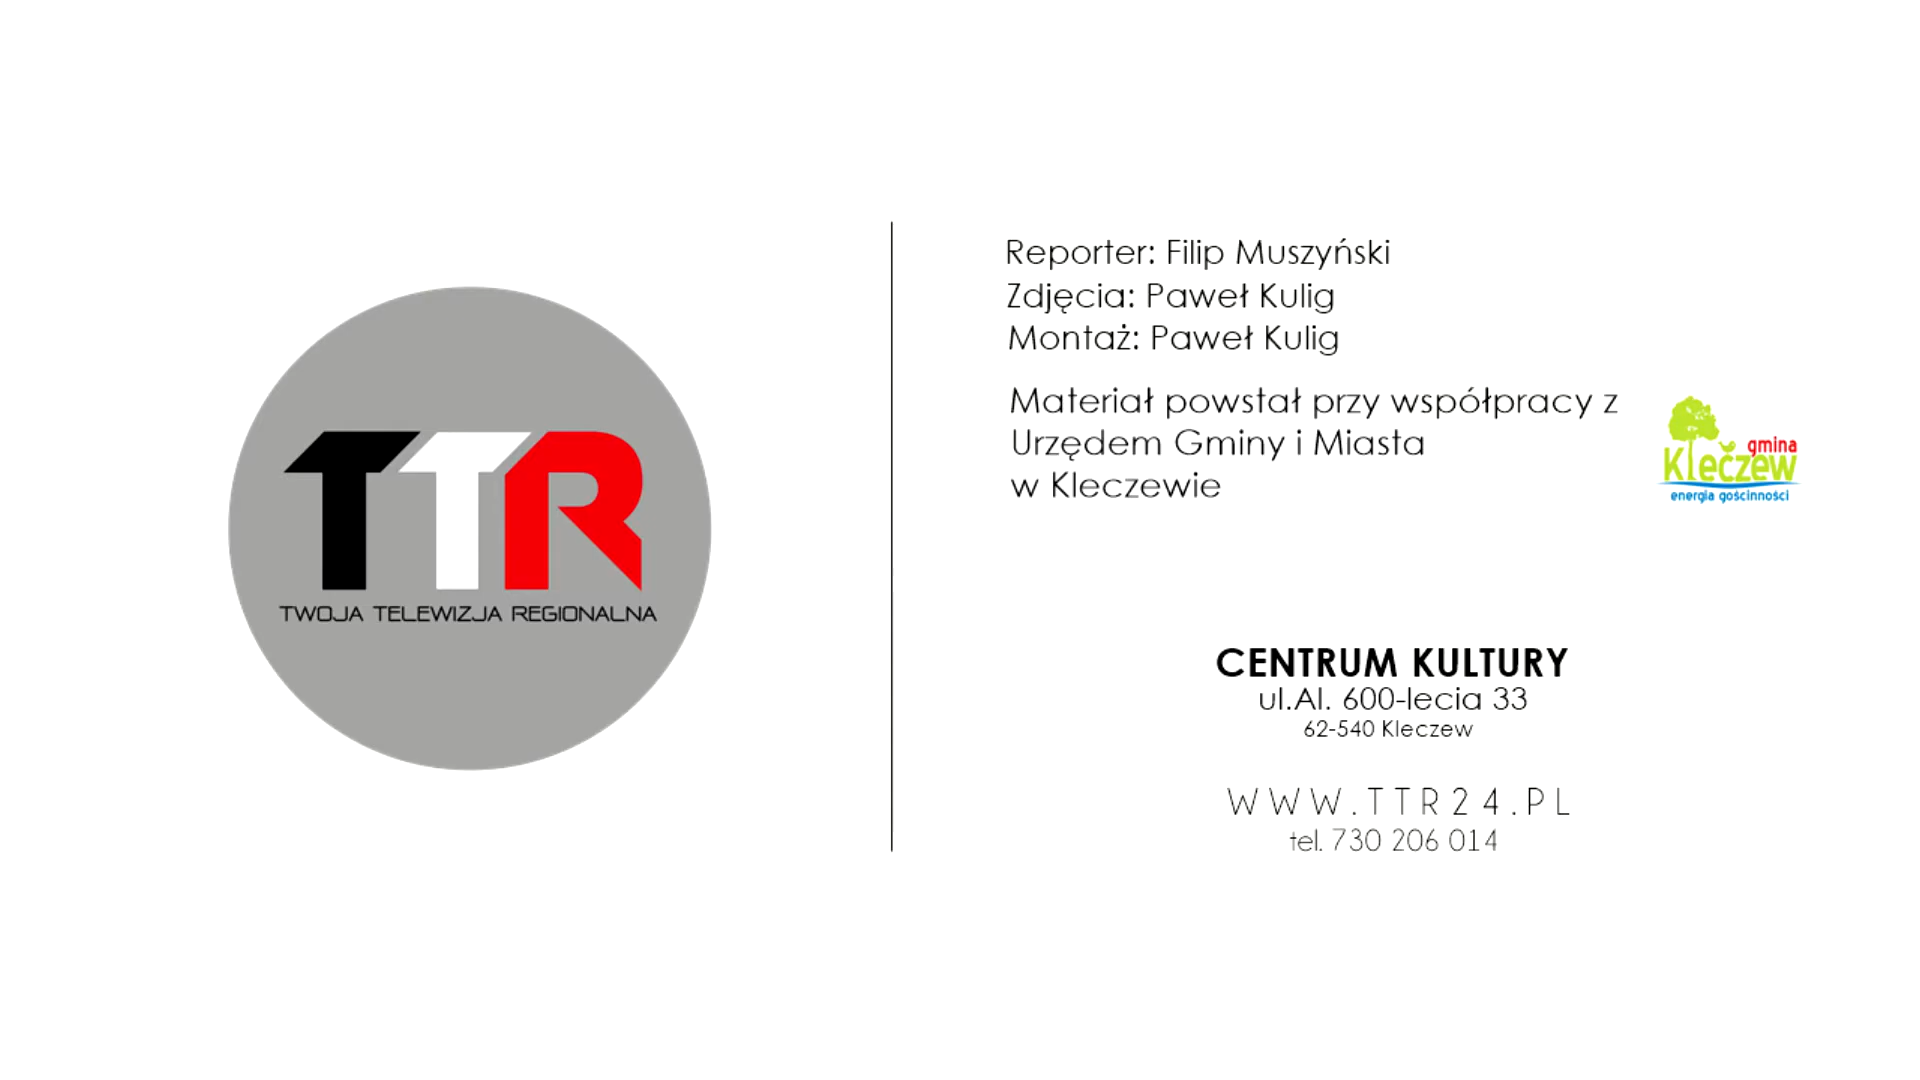 TTR
TWOJA TELEWIZJA REGIONALNA
Reporter: Filip Muszyński
Zdjęcia: Paweł Kulig
Montaż: Paweł Kulig
Materiał powstał przy współpracy z
Urzędem Gminy i Miasta
w Kleczewie
gmina
Kleczew
energia gościnności
CENTRUM KULTURY
ul.Al. 600-lecia 33
62-540 Kleczew
WWW.TTR24.PL
tel. 730 206 014